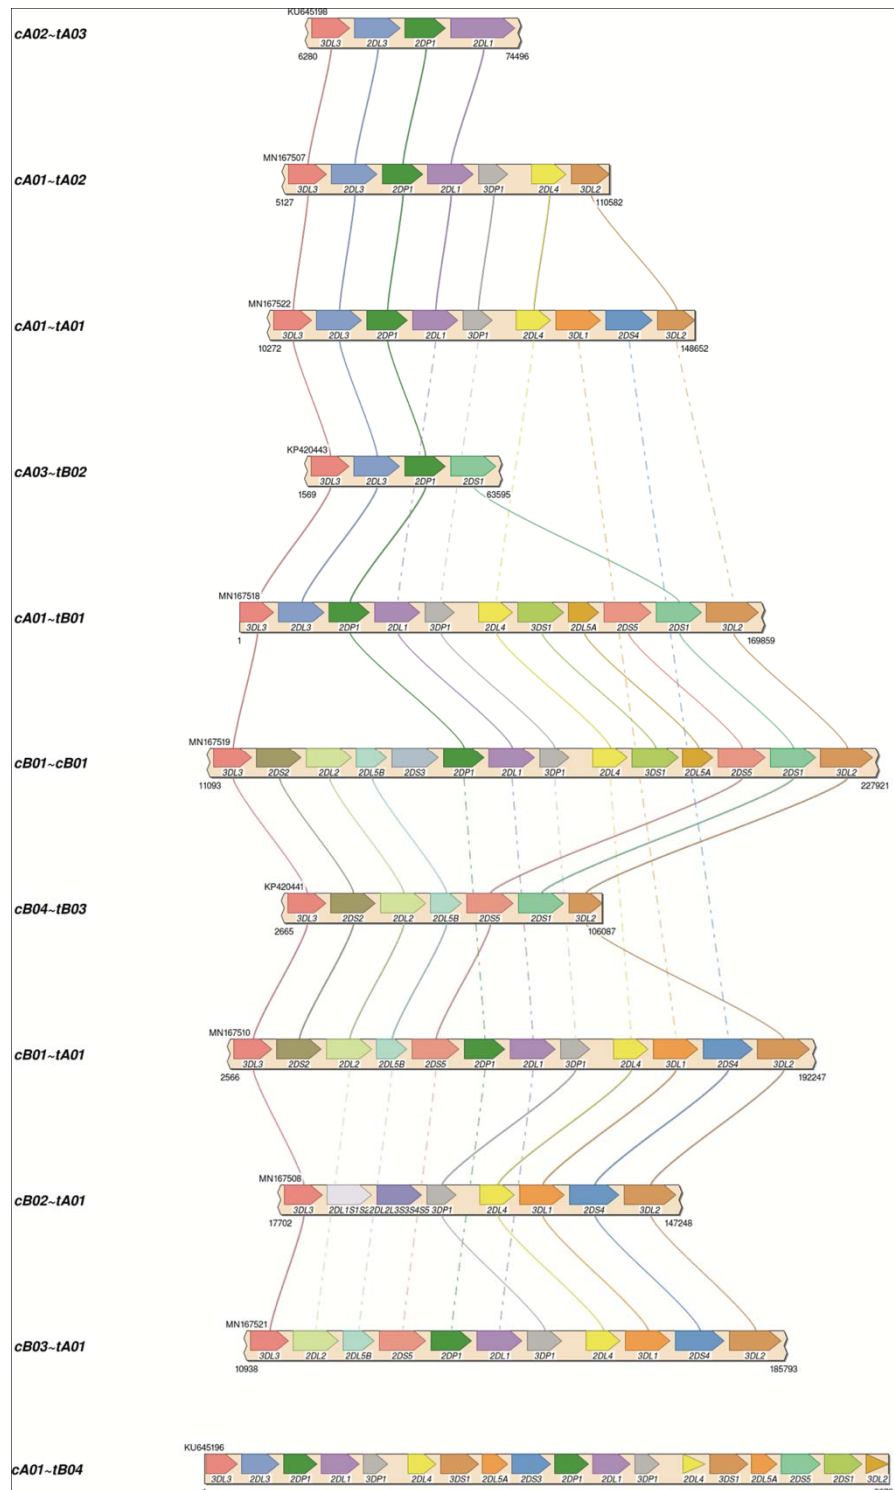 KU645198
cA02~tA03
3DL3 2DL3 2DP1 2DL1
6280 74496
MN167507
cA01~tA02
3DL3 2DL3 2DP1 2DL1 3DP1 2DL4 3DL2
5127 110582
MN167522
cA01~tA01
3DL3 2DL3 2DP1 2DL1 3DP1 2DL4 3DL1 2DS4 3DL2
10272 148652
KP420443
cA03~tB02
3DL3 2DL3 2DP1 2DS1
1569 63595
MN167518
cA01~tB01
3DL3 2DL3 2DP1 2DL1 3DP1 2DL4 3DS1 2DL5A 2DS5 2DS1 3DL2
1 169859
MN167519
cB01~cB01
3DL3 2DS2 2DL2 2DL5B 2DS3 2DP1 2DL1 3DP1 2DL4 3DS1 2DL5A 2DS5 2DS1 3DL2
11093 227921
KP420441
cB04~tB03
3DL3 2DS2 2DL2 2DL5B 2DS5 2DS1 3DL2
2665 106087
MN167510
cB01~tA01
3DL3 2DS2 2DL2 2DL5B 2DS5 2DP1 2DL1 3DP1 2DL4 3DL1 2DS4 3DL2
2566 192247
MN167508
cB02~tA01
3DL3 2DL1S1S2 2DL2L3S3S4S5 3DP1 2DL4 3DL1 2DS4 3DL2
17702 147248
MN167521
cB03~tA01
3DL3 2DL2 2DL5B 2DS5 2DP1 2DL1 3DP1 2DL4 3DL1 2DS4 3DL2
10938 185793
KU645196
cA01~tB04
3DL3 2DL3 2DP1 2DL1 3DP1 2DL4 3DS1 2DL5A 2DS3 2DP1 2DL1 3DP1 2DL4 3DS1 2DL5A 2DS5 2DS1 3DL2